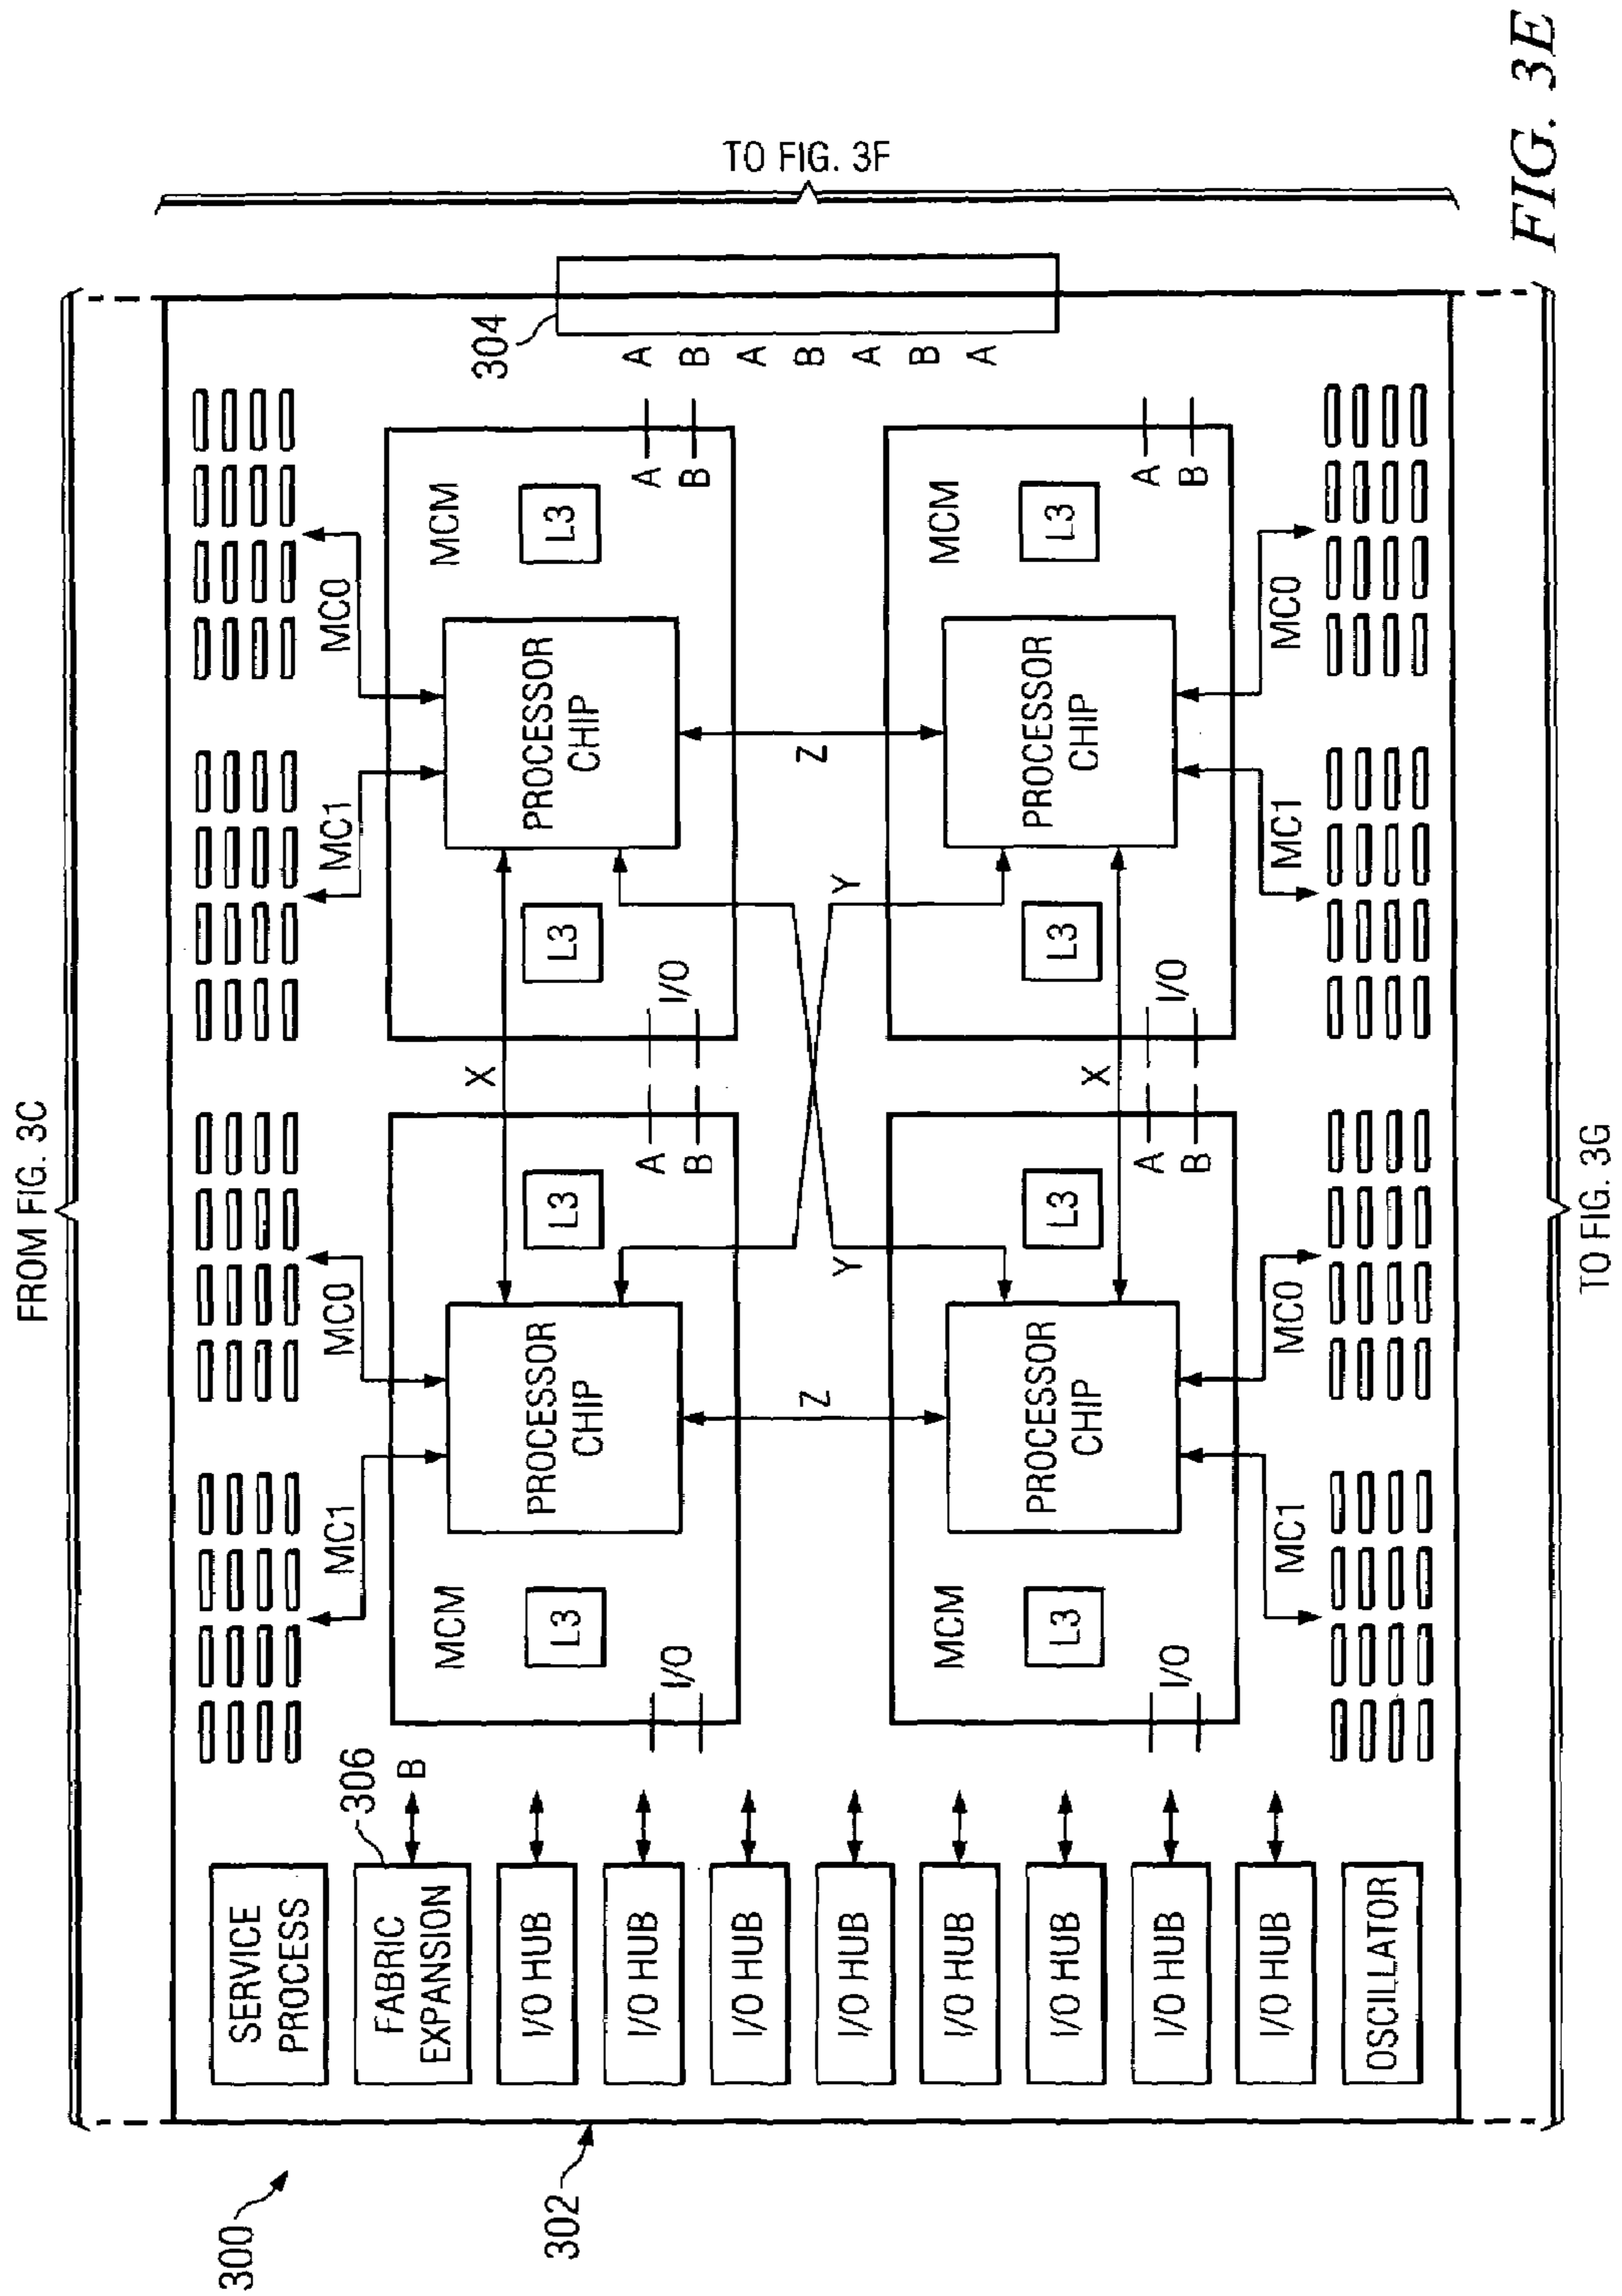 FROM FIG. 3C
300
302
SERVICE
PROCESS
FABRIC
EXPANSION
306
B
I/O HUB
I/O HUB
I/O HUB
I/O HUB
I/O HUB
I/O HUB
I/O HUB
I/O HUB
OSCILLATOR
MC1
MC0
MC1
MC0
MCM
L3
PROCESSOR
CHIP
L3
I/O
A
B
X
MCM
L3
PROCESSOR
CHIP
L3
I/O
A
B
Z
Y
Y
Z
MCM
L3
PROCESSOR
CHIP
L3
I/O
A
B
X
MCM
L3
PROCESSOR
CHIP
L3
I/O
A
B
MC1
MC0
MC1
MC0
304
A
B
A
B
A
B
A
TO FIG. 3F
TO FIG. 3G
FIG. 3E